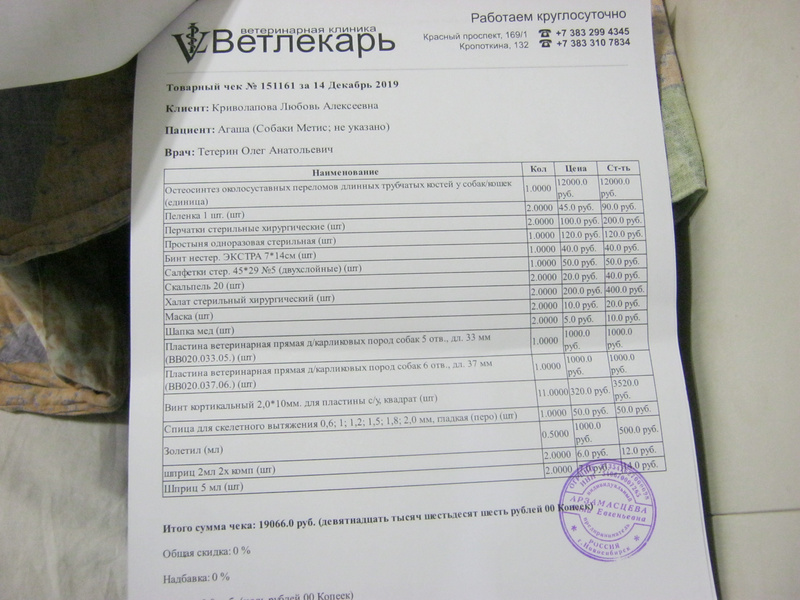 ветеринарная клиника
Ветлекарь
Работаем круглосуточно
Красный проспект, 169/1 ☎ +7 383 299 4345
Кропоткина, 132 ☎ +7 383 310 7834
Товарный чек № 151161 за 14 Декабрь 2019
Клиент: Криволапова Любовь Алексеевна
Пациент: Агаша (Собаки Метис; не указано)
Врач: Тетерин Олег Анатольевич
Наименование Кол Цена Ст-ть
Остеосинтез околосуставных переломов длинных трубчатых костей у собак/кошек (единица) 1.0000 12000.0 руб. 12000.0 руб.
Пеленка 1 шт. (шт) 2.0000 45.0 руб. 90.0 руб.
Перчатки стерильные хирургические (шт) 2.0000 100.0 руб. 200.0 руб.
Простыня одноразовая стерильная (шт) 1.0000 120.0 руб. 120.0 руб.
Бинт нестер. ЭКСТРА 7*14см (шт) 1.0000 40.0 руб. 40.0 руб.
Салфетки стер. 45*29 №5 (двухслойные) (шт) 1.0000 50.0 руб. 50.0 руб.
Скальпель 20 (шт) 2.0000 20.0 руб. 40.0 руб.
Халат стерильный хирургический (шт) 2.0000 200.0 руб. 400.0 руб.
Маска (шт) 2.0000 10.0 руб. 20.0 руб.
Шапка мед (шт) 2.0000 5.0 руб. 10.0 руб.
Пластина ветеринарная прямая д/карликовых пород собак 5 отв., дл. 33 мм (BB020.033.05.) (шт) 1.0000 1000.0 руб. 1000.0 руб.
Пластина ветеринарная прямая д/карликовых пород собак 6 отв., дл. 37 мм (BB020.037.06.) (шт) 1.0000 1000.0 руб. 1000.0 руб.
Винт кортикальный 2,0*10мм. для пластины с/у, квадрат (шт) 11.0000 320.0 руб. 3520.0 руб.
Спица для скелетного вытяжения 0,6; 1; 1,2; 1,5; 1,8; 2,0 мм, гладкая (перо) (шт) 1.0000 50.0 руб. 50.0 руб.
Золетил (мл) 0.5000 1000.0 руб. 500.0 руб.
шприц 2мл 2х комп (шт) 2.0000 6.0 руб. 12.0 руб.
Шприц 5 мл (шт) 2.0000 7.0 руб. 14.0 руб.
Итого сумма чека: 19066.0 руб. (девятнадцать тысяч шестьдесят шесть рублей 00 Копеек)
индивидуальный
АРЗАМАСЦЕВА
Евгеньевна
предприниматель
РОССИЯ
г. Новосибирск
Общая скидка: 0 %
Надбавка: 0 %
рублей 00 Копеек)